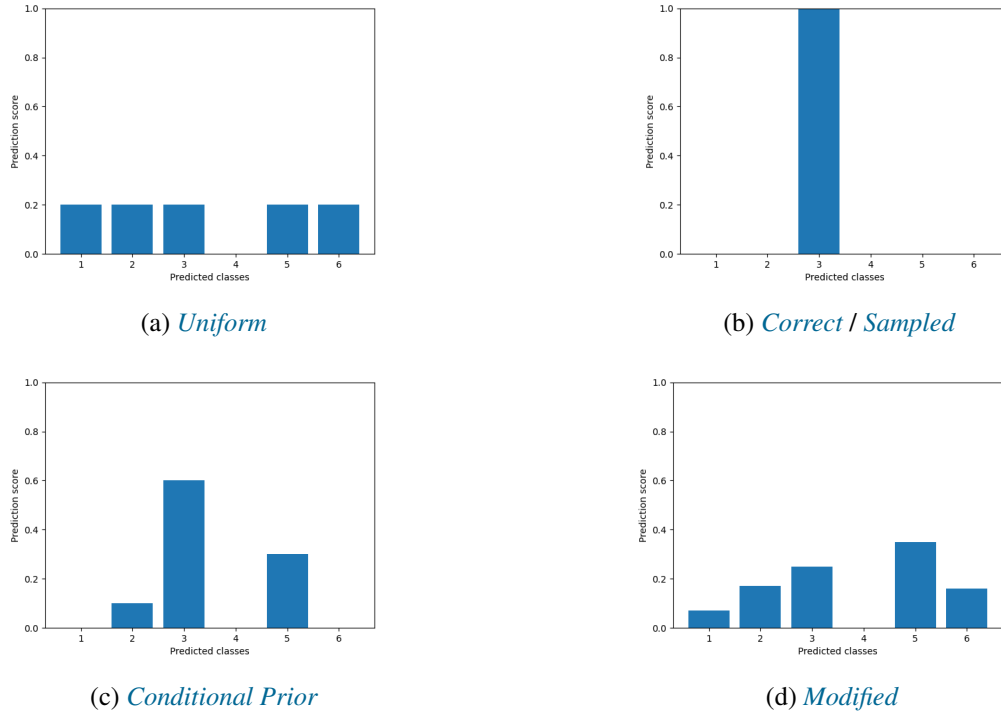 1.0
0.8
0.6
0.4
0.2
0.0
Prediction score
1 2 3 4 5 6
Predicted classes
(a) Uniform
1.0
0.8
0.6
0.4
0.2
0.0
Prediction score
1 2 3 4 5 6
Predicted classes
(b) Correct / Sampled
1.0
0.8
0.6
0.4
0.2
0.0
Prediction score
1 2 3 4 5 6
Predicted classes
(c) Conditional Prior
1.0
0.8
0.6
0.4
0.2
0.0
Prediction score
1 2 3 4 5 6
Predicted classes
(d) Modified